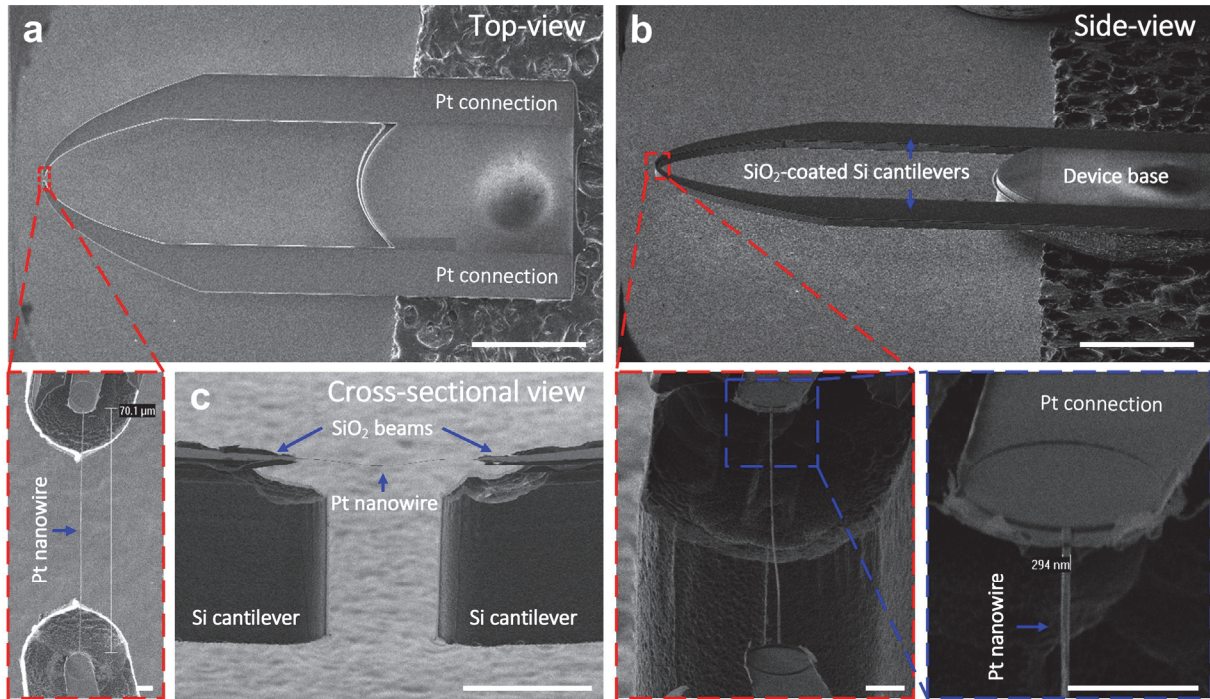 a
Top-view
Pt connection
Pt connection
b
Side-view
SiO₂-coated Si cantilevers
Device base
70.1 µm
Pt nanowire
c
Cross-sectional view
SiO₂ beams
Pt nanowire
Si cantilever
Si cantilever
Pt connection
294 nm
Pt nanowire